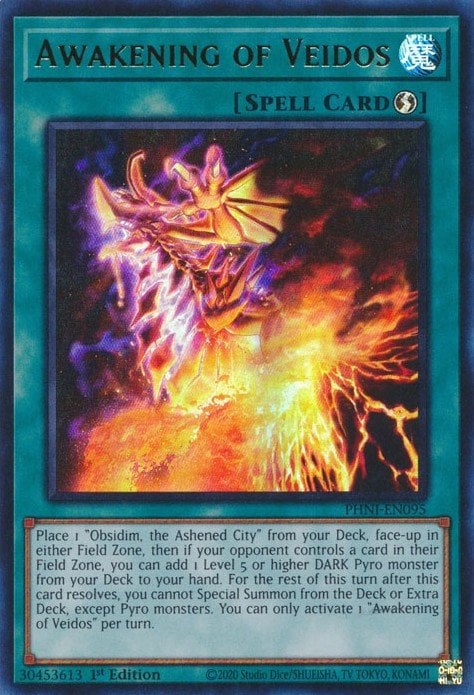 Awakening of Veidos
SPELL
魔
[Spell Card]
PHNI-EN095
Place 1 "Obsidim, the Ashened City" from your Deck, face-up in
either Field Zone, then if your opponent controls a card in their
Field Zone, you can add 1 Level 5 or higher DARK Pyro monster
from your Deck to your hand. For the rest of this turn after this
card resolves, you cannot Special Summon from the Deck or Extra
Deck, except Pyro monsters. You can only activate 1 "Awakening
of Veidos" per turn.
30453613 1st Edition ©2020 Studio Dice/SHUEISHA, TV TOKYO, KONAMI